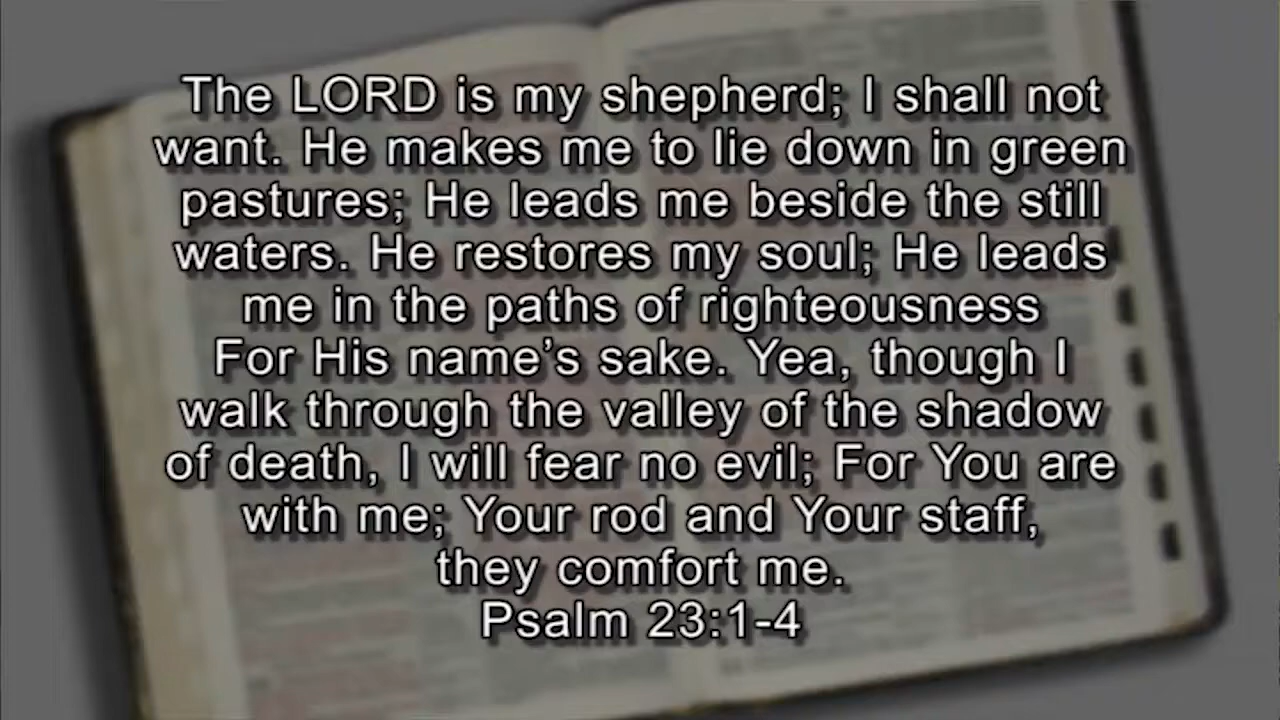 The LORD is my shepherd; I shall not
want. He makes me to lie down in green
pastures; He leads me beside the still
waters. He restores my soul; He leads
me in the paths of righteousness
For His name’s sake. Yea, though I
walk through the valley of the shadow
of death, I will fear no evil; For You are
with me; Your rod and Your staff,
they comfort me.
Psalm 23:1-4